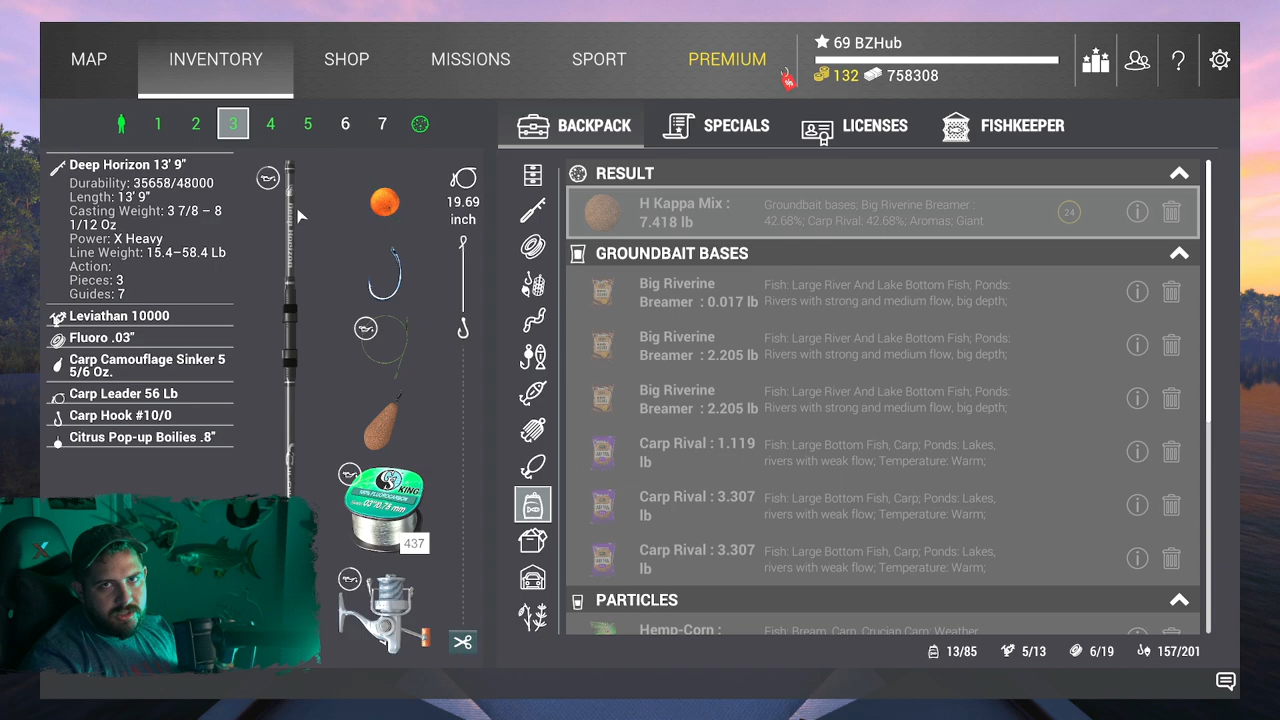 MAP INVENTORY SHOP MISSIONS SPORT PREMIUM %
69 BZHub
132 758308
1 2 3 4 5 6 7
BACKPACK SPECIALS LICENSES FISHKEEPER
Deep Horizon 13' 9"
Durability: 35658/48000
Length: 13' 9"
Casting Weight: 3 7/8 – 8
1/12 Oz
Power: X Heavy
Line Weight: 15.4–58.4 Lb
Action:
Pieces: 3
Guides: 7
Leviathan 10000
Fluoro .03"
Carp Camouflage Sinker 5
5/6 Oz.
Carp Leader 56 Lb
Carp Hook #10/0
Citrus Pop-up Boilies .8"
19.69
inch
KING
437
RESULT
H Kappa Mix :
7.418 lb
Groundbait bases; Big Riverine Breamer :
42.68%; Carp Rival: 42.68%; Aromas: Giant
24
GROUNDBAIT BASES
Big Riverine
Breamer : 0.017 lb
Fish: Large River And Lake Bottom Fish; Ponds:
Rivers with strong and medium flow, big depth;
Big Riverine
Breamer : 2.205 lb
Fish: Large River And Lake Bottom Fish; Ponds:
Rivers with strong and medium flow, big depth;
Big Riverine
Breamer : 2.205 lb
Fish: Large River And Lake Bottom Fish; Ponds:
Rivers with strong and medium flow, big depth;
Carp Rival : 1.119
lb
Fish: Large Bottom Fish, Carp; Ponds: Lakes,
rivers with weak flow; Temperature: Warm;
Carp Rival : 3.307
lb
Fish: Large Bottom Fish, Carp; Ponds: Lakes,
rivers with weak flow; Temperature: Warm;
Carp Rival : 3.307
lb
Fish: Large Bottom Fish, Carp; Ponds: Lakes,
rivers with weak flow; Temperature: Warm;
PARTICLES
Hemp-Corn :
Fish: Bream, Carp, Crucian Carp; Weather
13/85 5/13 6/19 157/201